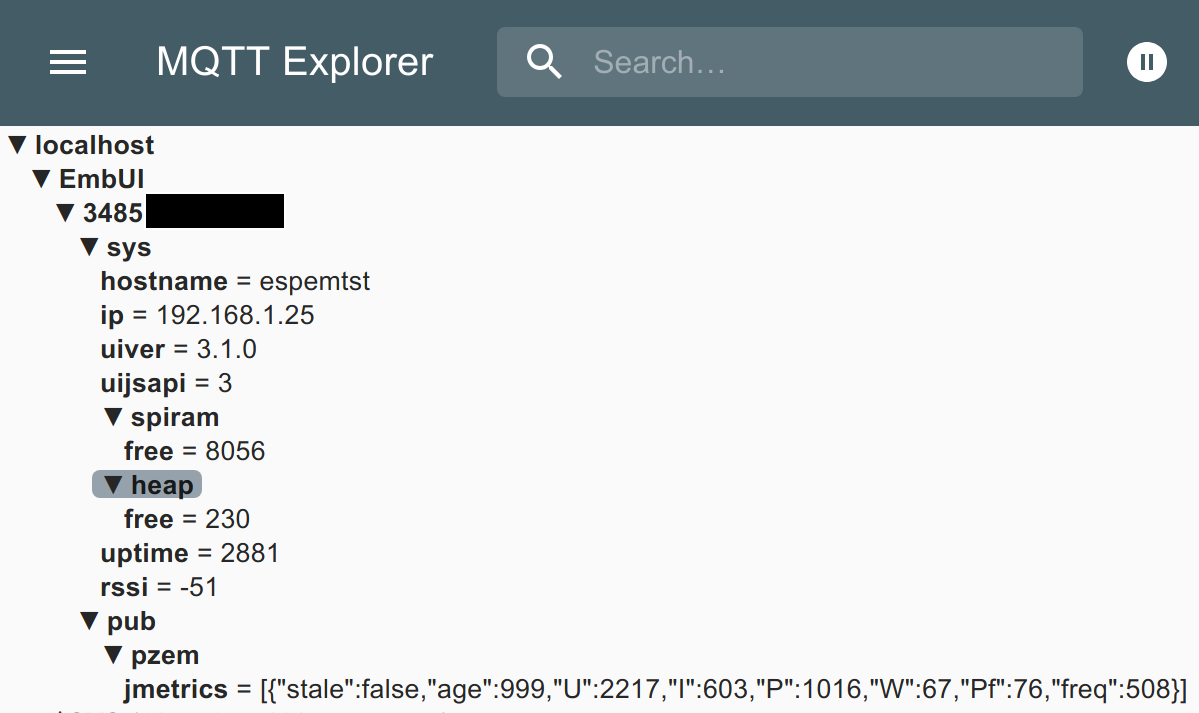 MQTT Explorer
Search…
▼ localhost
▼ EmbUI
▼ 3485
▼ sys
hostname = espemtst
ip = 192.168.1.25
uiver = 3.1.0
uijsapi = 3
▼ spiram
free = 8056
▼ heap
free = 230
uptime = 2881
rssi = -51
▼ pub
▼ pzem
jmetrics = [{"stale":false,"age":999,"U":2217,"I":603,"P":1016,"W":67,"Pf":76,"freq":508}]